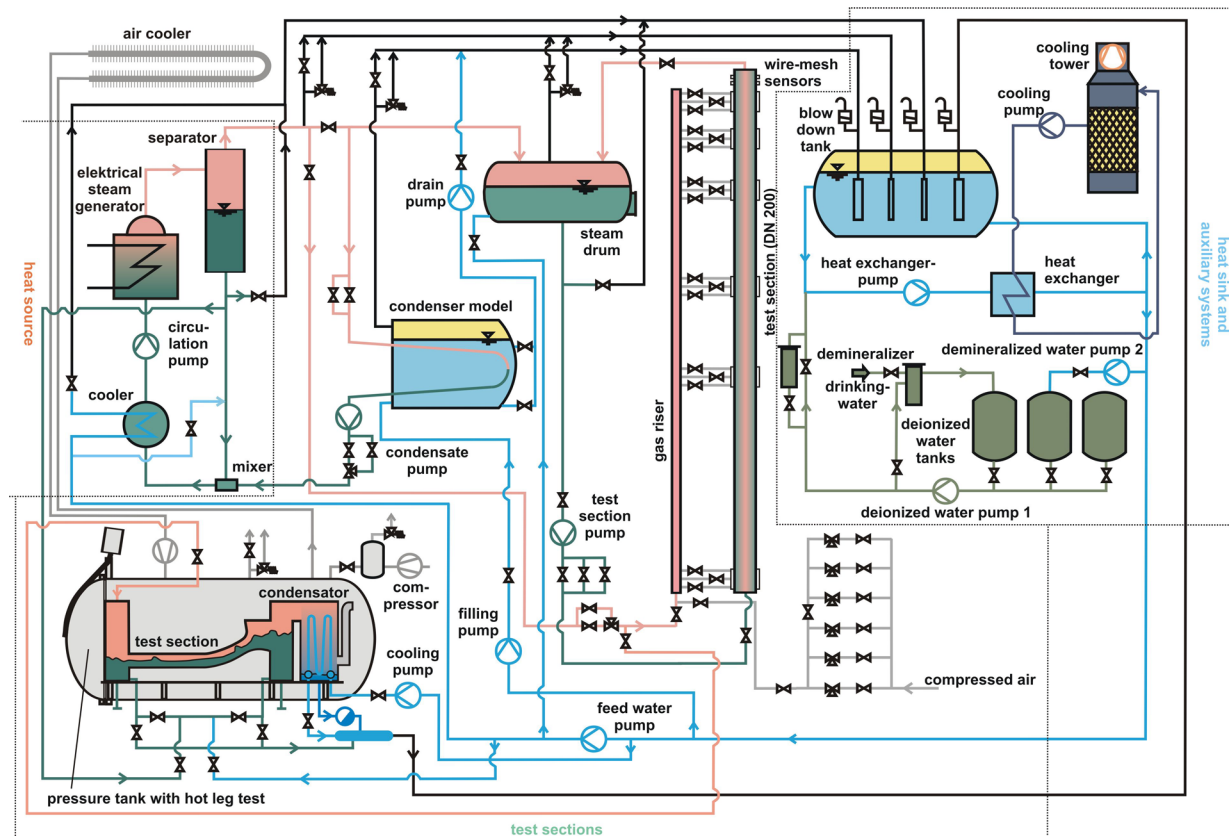 air cooler
separator
elektrical
steam
generator
heat source
circu-
lation
pump
cooler
mixer
drain
pump
condenser model
condensate
pump
steam
drum
wire-mesh
sensors
test section (DN 200)
gas riser
test
section
pump
blow
down
tank
cooling
pump
cooling
tower
heat exchanger-
pump
heat
exchanger
heat sink and
auxiliary systems
demineralizer
drinking-
water
demineralized water pump 2
deionized
water
tanks
deionized water pump 1
condensator
test section
com-
pressor
filling
pump
cooling
pump
feed water
pump
compressed air
pressure tank with hot leg test
test sections